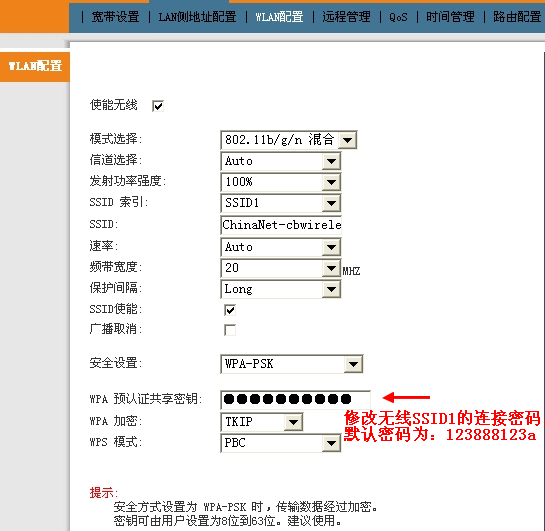 | 宽带设置 | LAN侧地址配置 | WLAN配置 | 远程管理 | QoS | 时间管理 | 路由配置
WLAN配置
使能无线
模式选择: 802.11b/g/n 混合
信道选择: Auto
发射功率强度: 100%
SSID 索引: SSID1
SSID: ChinaNet-cbwirele
速率: Auto
频带宽度: 20 MHZ
保护间隔: Long
SSID使能:
广播取消:
安全设置: WPA-PSK
WPA 预认证共享密钥: ●●●●●●●●●●
修改无线SSID1的连接密码
WPA 加密: TKIP
默认密码为: 123888123a
WPS 模式: PBC
提示:
安全方式设置为 WPA-PSK 时，传输数据经过加密。
密钥可由用户设置为8位到63位。建议使用。